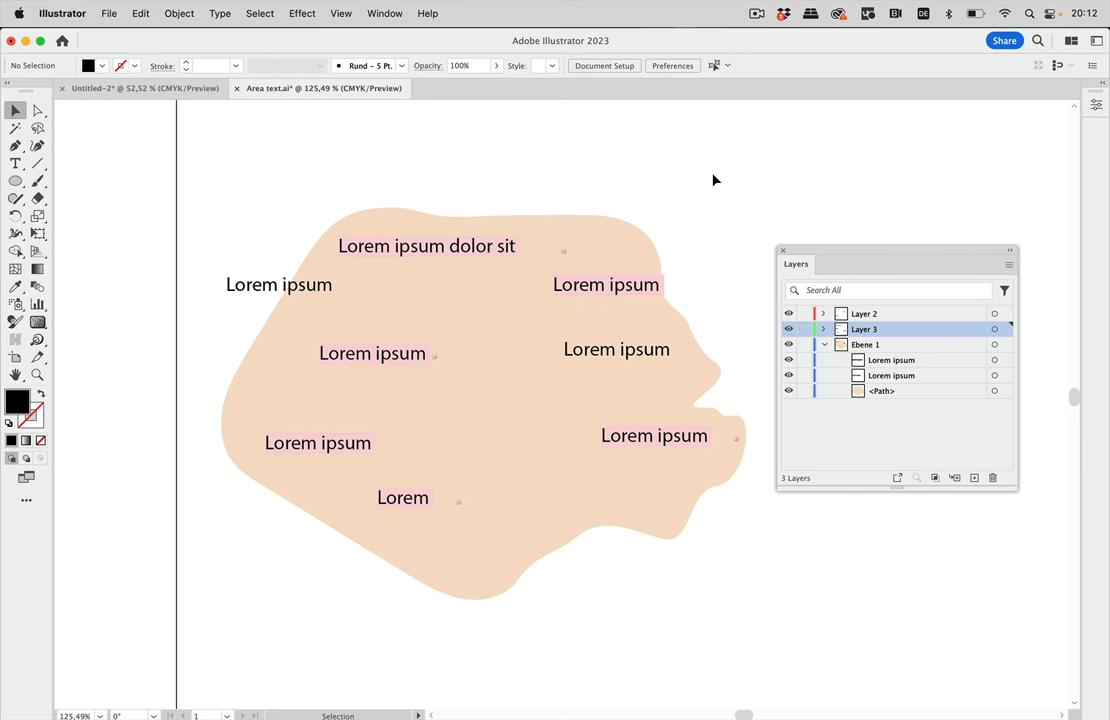 Illustrator File Edit Object Type Select Effect View Window Help DE 20:12
Adobe Illustrator 2023 Share
No Selection Stroke: Rund – 5 Pt. Opacity: 100% Style: Document Setup Preferences
Untitled-2* @ 52,52 % (CMYK/Preview) Area text.ai* @ 125,49 % (CMYK/Preview)
Lorem ipsum dolor sit
Lorem ipsum Lorem ipsum
Lorem ipsum Lorem ipsum
Lorem ipsum Lorem ipsum
Lorem
Layers
Search All
Layer 2
Layer 3
Ebene 1
Lorem ipsum
Lorem ipsum
<Path>
3 Layers
125,49% 0° 1 Selection